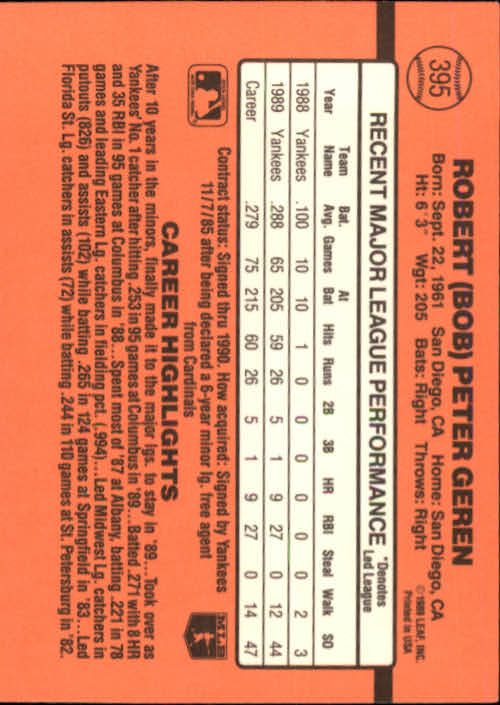 395
ROBERT (BOB) PETER GEREN
Born: Sept. 22, 1961 San Diego, CA Home: San Diego, CA
Ht: 6' 3" Wgt: 205 Bats: Right Throws: Right
© 1989 LEAF, INC.
Printed in USA
RECENT MAJOR LEAGUE PERFORMANCE *Denotes Led League
Year Team Name Bat. Avg. Games At Bat Hits Runs 2B 3B HR RBI Steal Walk SO
1988 Yankees .100 10 10 1 0 0 0 0 0 0 2 3
1989 Yankees .288 65 205 59 26 5 1 9 27 0 12 44
Career .279 75 215 60 26 5 1 9 27 0 14 47
Contract status: Signed thru 1990. How acquired: Signed by Yankees
11/7/85 after being declared a 6-year minor lg. free agent
from Cardinals
MLB
CAREER HIGHLIGHTS
After 10 years in the minors, finally made it to the major lgs. to stay in '89...Took over as
Yankees' No. 1 catcher after hitting .253 in 95 games at Columbus in '89...Batted .271 with 8 HR
and 35 RBI in 95 games at Columbus in '88...Spent most of '87 at Albany, batting .221 in 78
games and leading Eastern Lg. catchers in fielding pct. (.994)...Led Midwest Lg. catchers in
putouts (826) and assists (102) while batting .265 in 124 games at Springfield in '83...Led
Florida St. Lg. catchers in assists (72) while batting .244 in 110 games at St. Petersburg in '82.